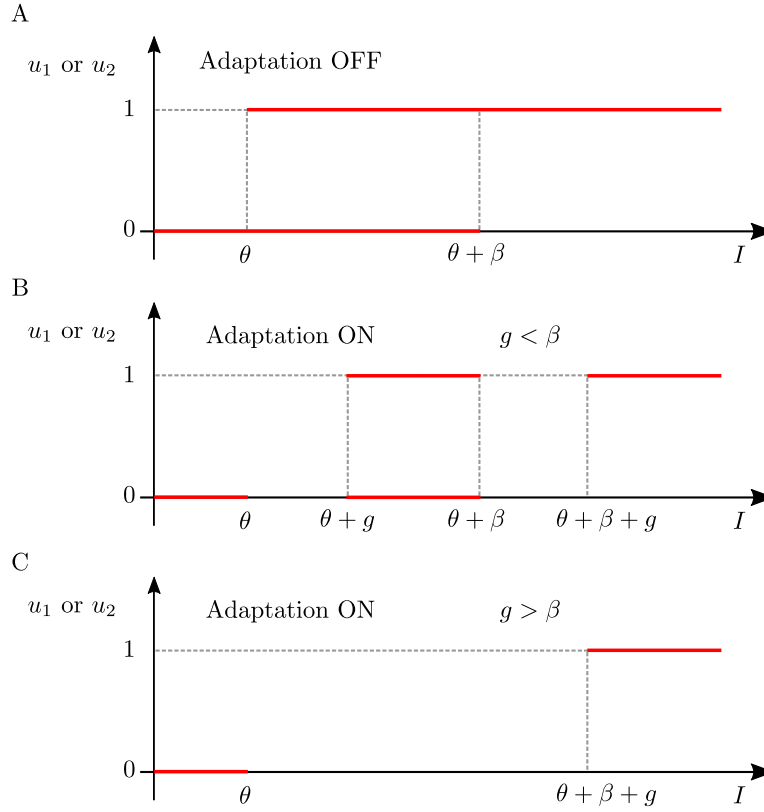 A
u₁ or u₂ Adaptation OFF
1
0
θ θ + β I
B
u₁ or u₂ Adaptation ON g < β
1
0
θ θ + g θ + β θ + β + g I
C
u₁ or u₂ Adaptation ON g > β
1
0
θ θ + β + g